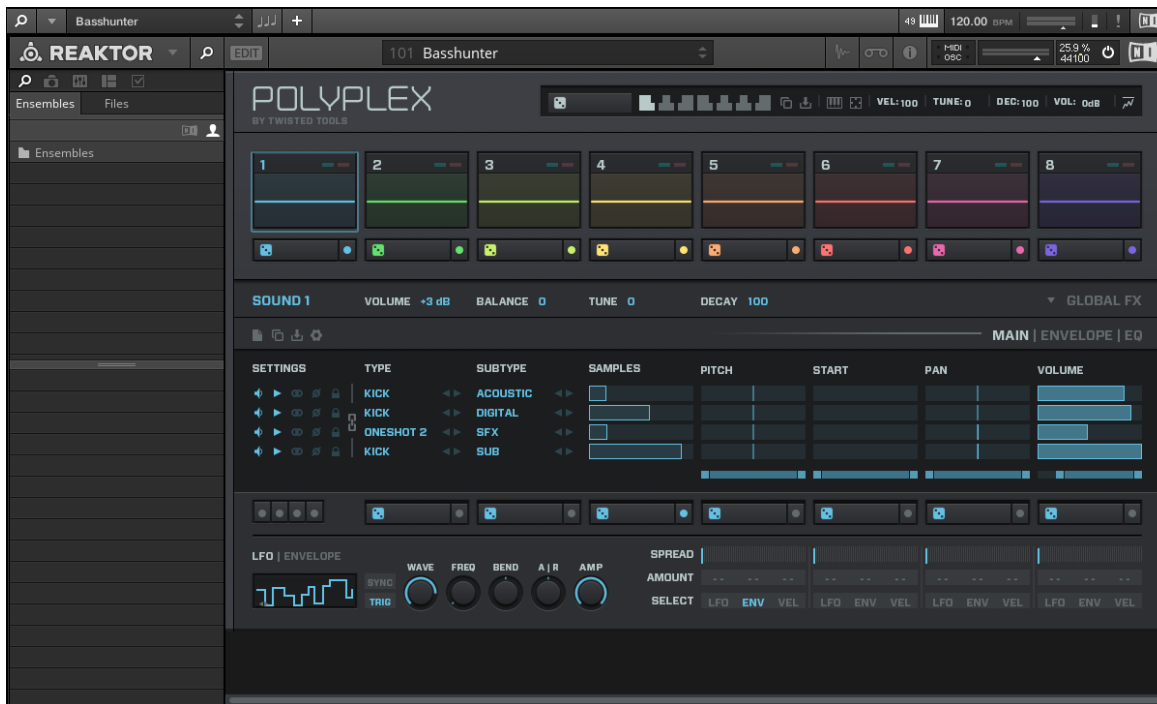 Basshunter 49 120.00 BPM
REAKTOR EDIT 101 Basshunter MIDI OSC 25.9 % 44100
Ensembles Files
Ensembles
POLYPLEX
BY TWISTED TOOLS
VEL:100 TUNE:0 DEC:100 VOL: 0dB
1 2 3 4 5 6 7 8
SOUND 1 VOLUME +3 dB BALANCE 0 TUNE 0 DECAY 100 GLOBAL FX
MAIN | ENVELOPE | EQ
SETTINGS TYPE SUBTYPE SAMPLES PITCH START PAN VOLUME
KICK ACOUSTIC
KICK DIGITAL
ONESHOT 2 SFX
KICK SUB
LFO | ENVELOPE
WAVE FREQ BEND A|R AMP
SYNC
TRIG
SPREAD
AMOUNT -- -- -- -- -- -- -- --
SELECT LFO ENV VEL LFO ENV VEL LFO ENV VEL LFO ENV VEL